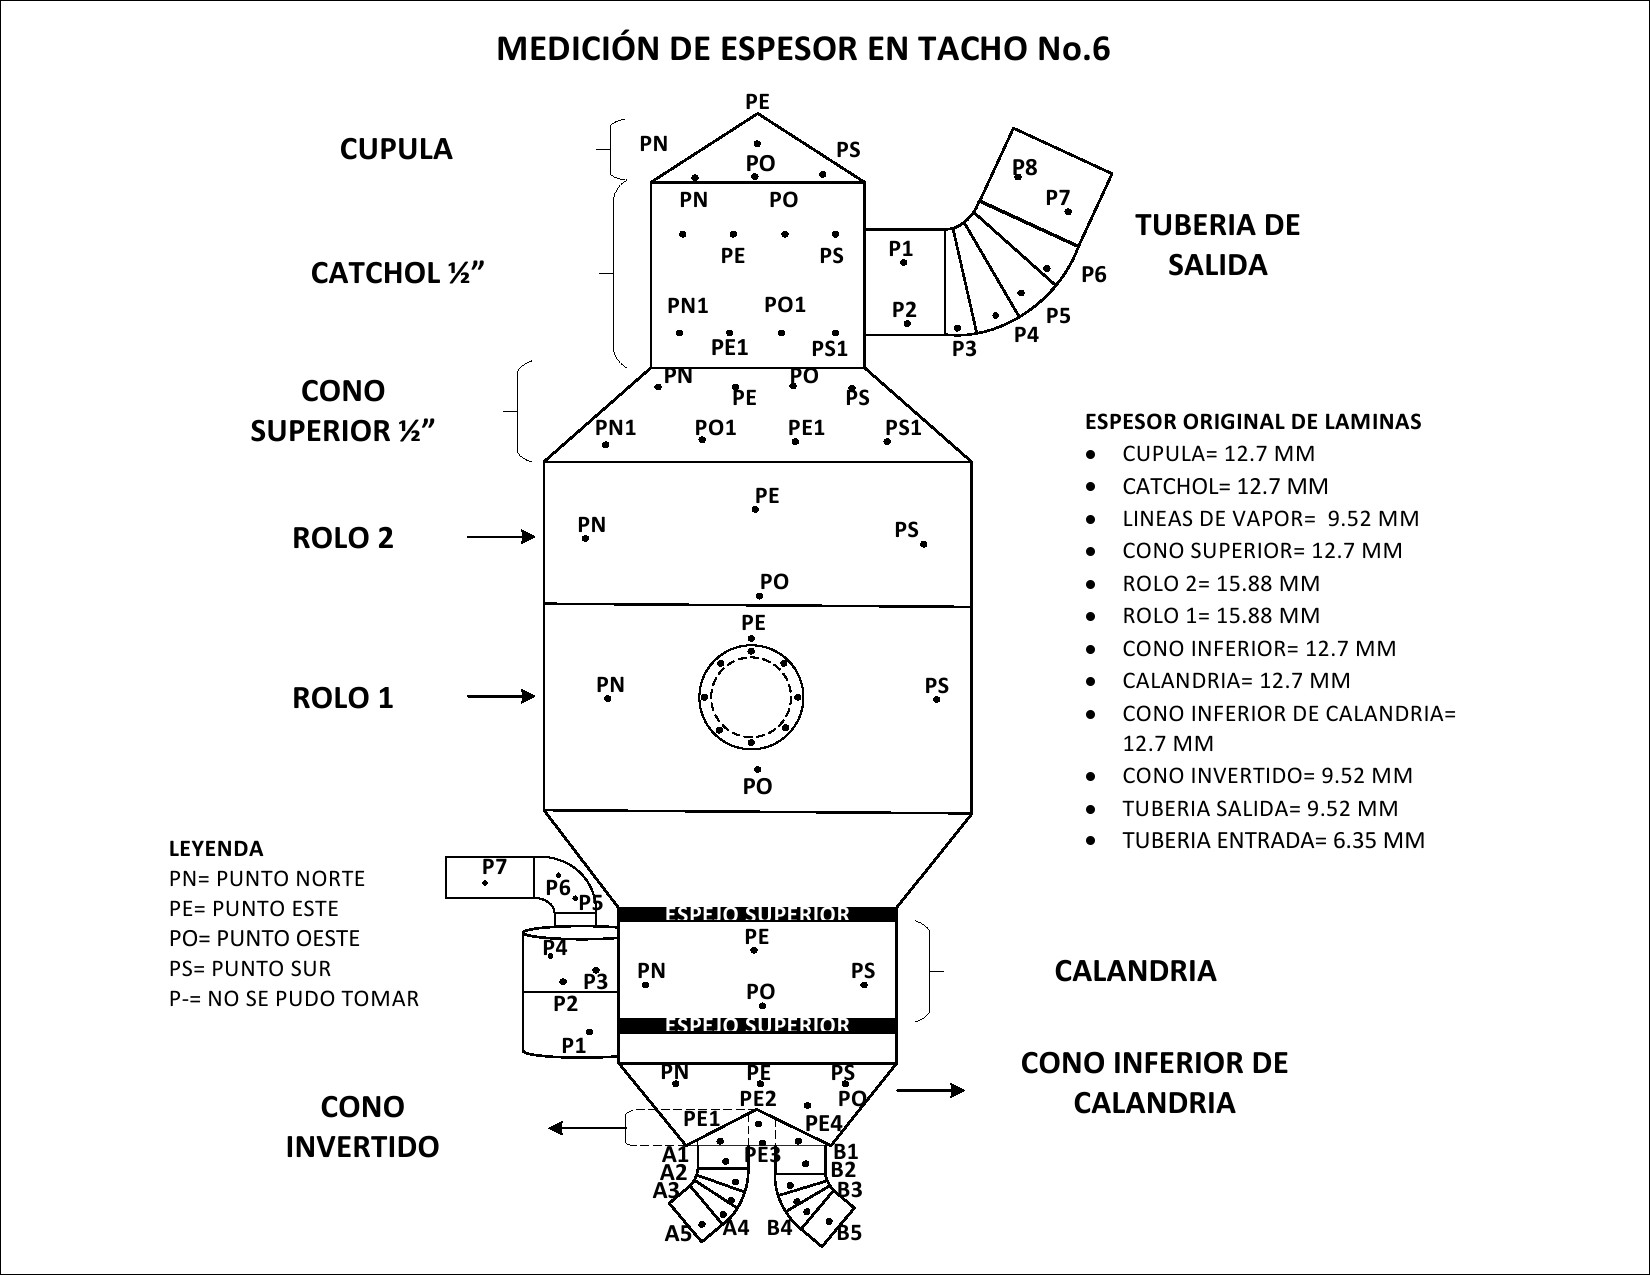 MEDICIÓN DE ESPESOR EN TACHO No.6
CUPULA
PE
PN
PS
PO
CATCHOL ½”
PN
PO
PE
PS
PN1
PO1
PE1
PS1
P1
P2
P3
P4
P5
P6
P7
P8
TUBERIA DE
SALIDA
CONO
SUPERIOR ½”
PN
PO
PE
PS
PN1
PO1
PE1
PS1
ROLO 2
PE
PN
PS
PO
ROLO 1
PE
PN
PS
PO
ESPESOR ORIGINAL DE LAMINAS
• CUPULA= 12.7 MM
• CATCHOL= 12.7 MM
• LINEAS DE VAPOR= 9.52 MM
• CONO SUPERIOR= 12.7 MM
• ROLO 2= 15.88 MM
• ROLO 1= 15.88 MM
• CONO INFERIOR= 12.7 MM
• CALANDRIA= 12.7 MM
• CONO INFERIOR DE CALANDRIA=
12.7 MM
• CONO INVERTIDO= 9.52 MM
• TUBERIA SALIDA= 9.52 MM
• TUBERIA ENTRADA= 6.35 MM
LEYENDA
PN= PUNTO NORTE
PE= PUNTO ESTE
PO= PUNTO OESTE
PS= PUNTO SUR
P-= NO SE PUDO TOMAR
P7
P6
P5
P4
P3
P2
P1
ESPEJO SUPERIOR
PE
PN
PS
PO
ESPEJO SUPERIOR
CALANDRIA
CONO INFERIOR DE
CALANDRIA
PN
PE
PS
PE2
PO
PE1
PE4
PE3
CONO
INVERTIDO
A1
A2
A3
A4
A5
B1
B2
B3
B4
B5